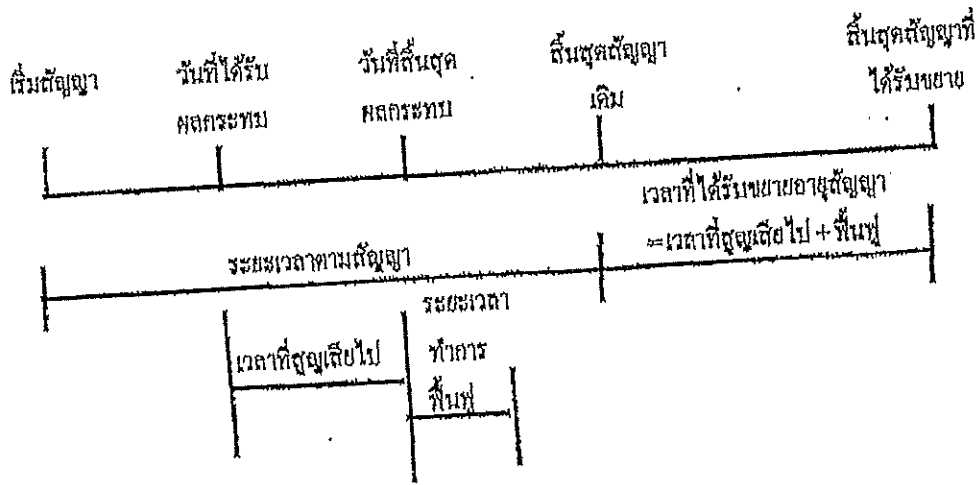 เริ่มสัญญา
วันที่ได้รับ
ผลกระทบ
วันที่สิ้นสุด
ผลกระทบ
สิ้นสุดสัญญา
เดิม
สิ้นสุดสัญญาที่
ได้รับขยาย
เวลาที่ได้รับขยายอายุสัญญา
=เวลาที่สูญเสียไป+ฟื้นฟู
ระยะเวลาตามสัญญา
เวลาที่สูญเสียไป
ระยะเวลา
ทำการ
ฟื้นฟู